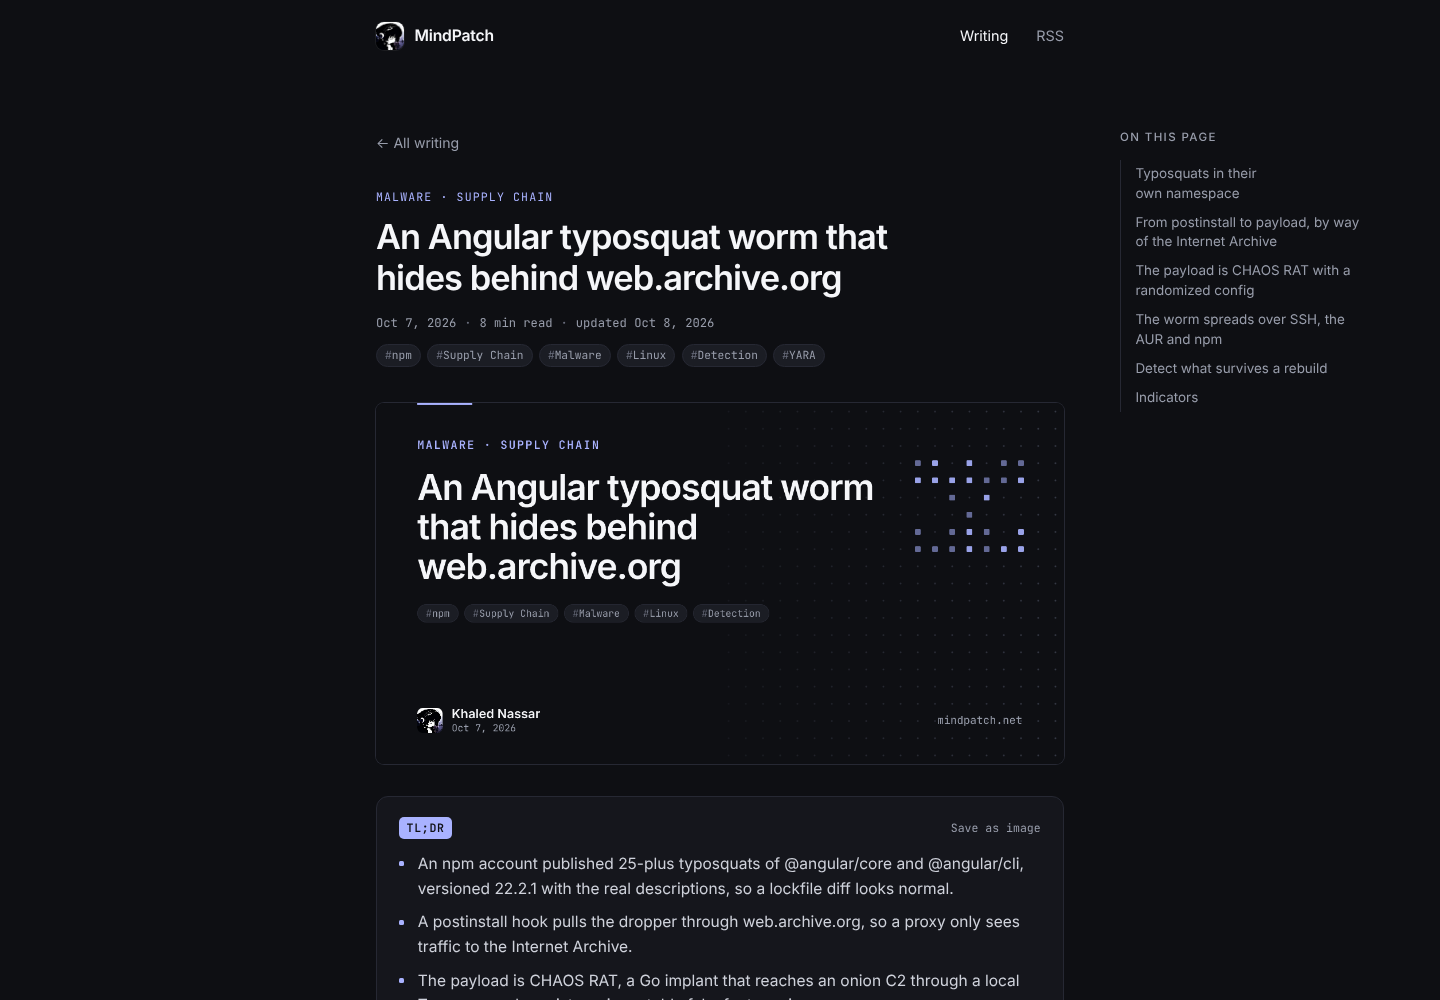 MindPatch
Writing
RSS
← All writing
MALWARE · SUPPLY CHAIN
An Angular typosquat worm that
hides behind web.archive.org
Oct 7, 2026 · 8 min read · updated Oct 8, 2026
#npm #Supply Chain #Malware #Linux #Detection #YARA
MALWARE · SUPPLY CHAIN
An Angular typosquat worm
that hides behind
web.archive.org
#npm #Supply Chain #Malware #Linux #Detection
Khaled Nassar
Oct 7, 2026
mindpatch.net
TL;DR
Save as image
An npm account published 25-plus typosquats of @angular/core and @angular/cli,
versioned 22.2.1 with the real descriptions, so a lockfile diff looks normal.
A postinstall hook pulls the dropper through web.archive.org, so a proxy only sees
traffic to the Internet Archive.
The payload is CHAOS RAT, a Go implant that reaches an onion C2 through a local
ON THIS PAGE
Typosquats in their
own namespace
From postinstall to payload, by way
of the Internet Archive
The payload is CHAOS RAT with a
randomized config
The worm spreads over SSH, the
AUR and npm
Detect what survives a rebuild
Indicators